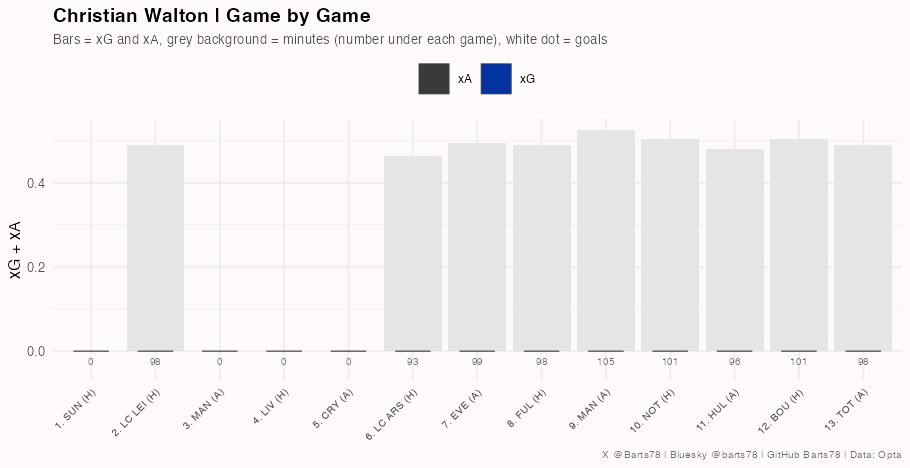 Christian Walton | Game by Game
Bars = xG and xA, grey background = minutes (number under each game), white dot = goals
xA xG
xG + xA
0.4
0.2
0.0
0 98 0 0 0 93 99 98 105 101 96 101 98
1. SUN (H)
2. LC LEI (H)
3. MAN (A)
4. LIV (H)
5. CRY (A)
6. LC ARS (H)
7. EVE (A)
8. FUL (H)
9. MAN (A)
10. NOT (H)
11. HUL (A)
12. BOU (H)
13. TOT (A)
X @Barts78 | Bluesky @barts78 | GitHub Barts78 | Data: Opta